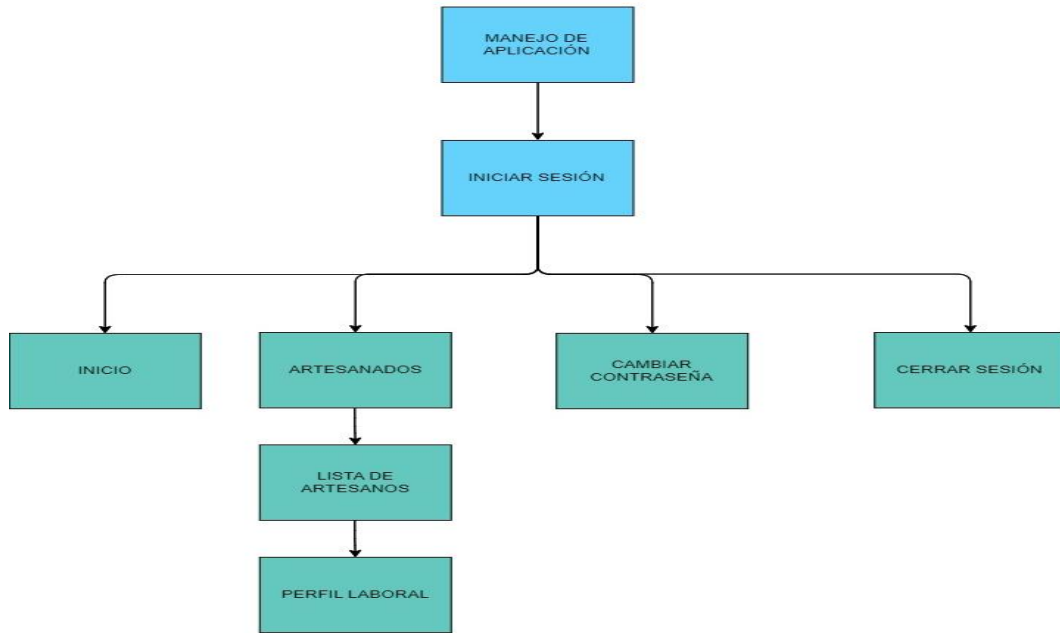 MANEJO DE
APLICACIÓN
INICIAR SESIÓN
INICIO
ARTESANADOS
CAMBIAR
CONTRASEÑA
CERRAR SESIÓN
LISTA DE
ARTESANOS
PERFIL LABORAL